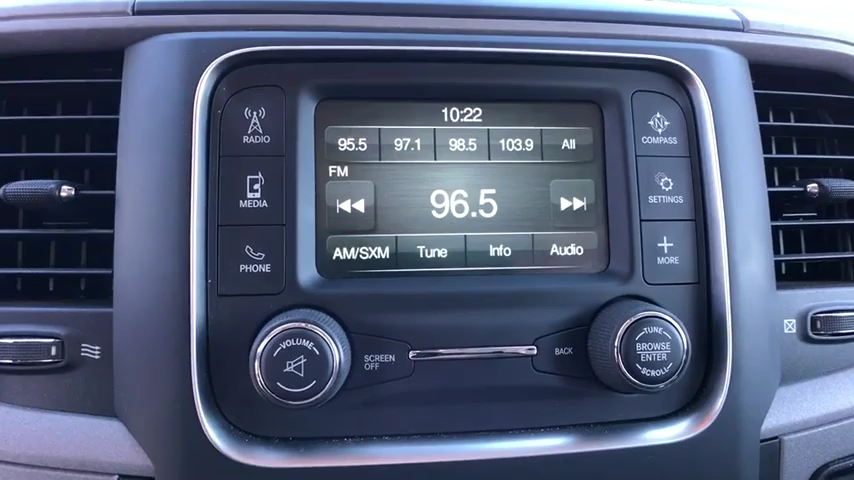 10:22
95.5 97.1 98.5 103.9 All
FM
96.5
AM/SXM Tune Info Audio
RADIO
MEDIA
PHONE
N
COMPASS
SETTINGS
MORE
VOLUME
SCREEN
OFF
BACK
TUNE
BROWSE
ENTER
SCROLL